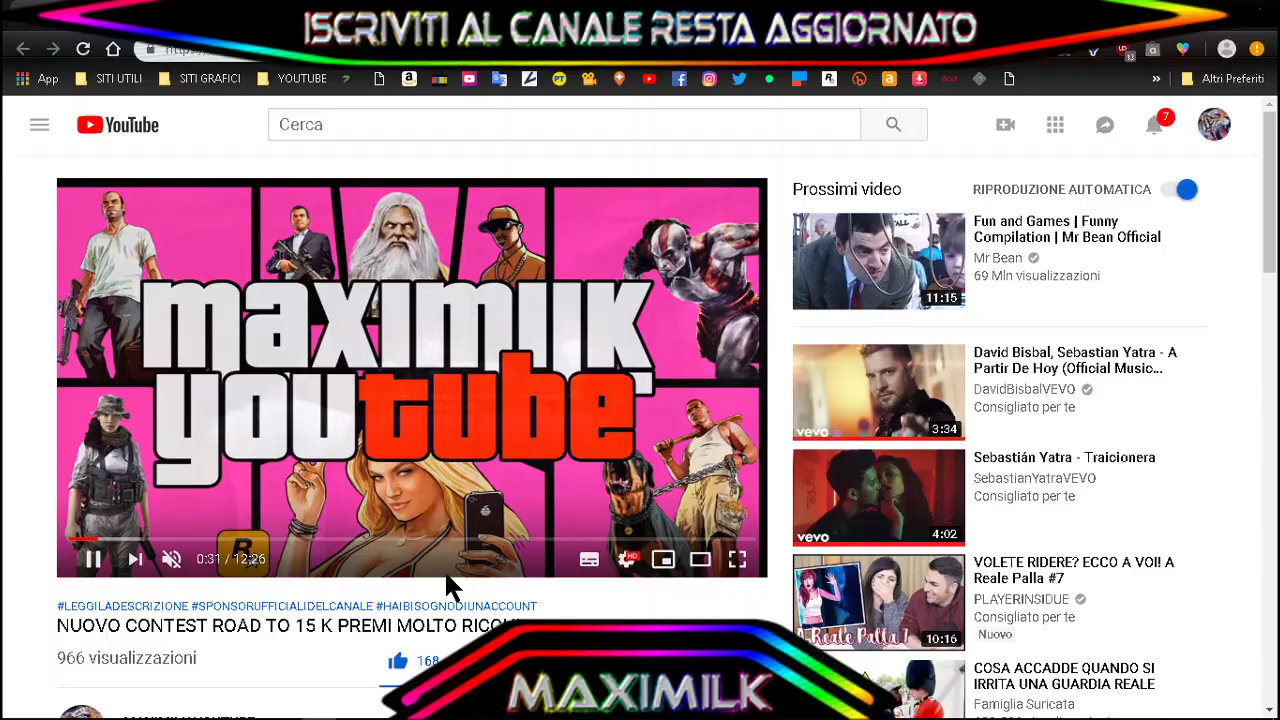 ISCRIVITI AL CANALE RESTA AGGIORNATO
13
App SITI UTILI SITI GRAFICI YOUTUBE » Altri Preferiti
YouTube
Cerca
7
maximilk
youtube
0:31 / 12:26
HD
#LEGGILADESCRIZIONE #SPONSORUFFICIALIDELCANALE #HAIBISOGNODIUNACCOUNT
NUOVO CONTEST ROAD TO 15 K PREMI MOLTO
966 visualizzazioni
168
Prossimi video
RIPRODUZIONE AUTOMATICA
11:15
Fun and Games | Funny
Compilation | Mr Bean Official
Mr Bean
69 Mln visualizzazioni
vevo
3:34
David Bisbal, Sebastian Yatra - A
Partir De Hoy (Official Music...
DavidBisbalVEVO
Consigliato per te
vevo
4:02
Sebastián Yatra - Traicionera
SebastianYatraVEVO
Consigliato per te
A Reale Palla 7
10:16
VOLETE RIDERE? ECCO A VOI! A
Reale Palla #7
PLAYERINSIDUE
Consigliato per te
Nuovo
COSA ACCADDE QUANDO SI
IRRITA UNA GUARDIA REALE
Famiglia Suricata
MAXIMILK